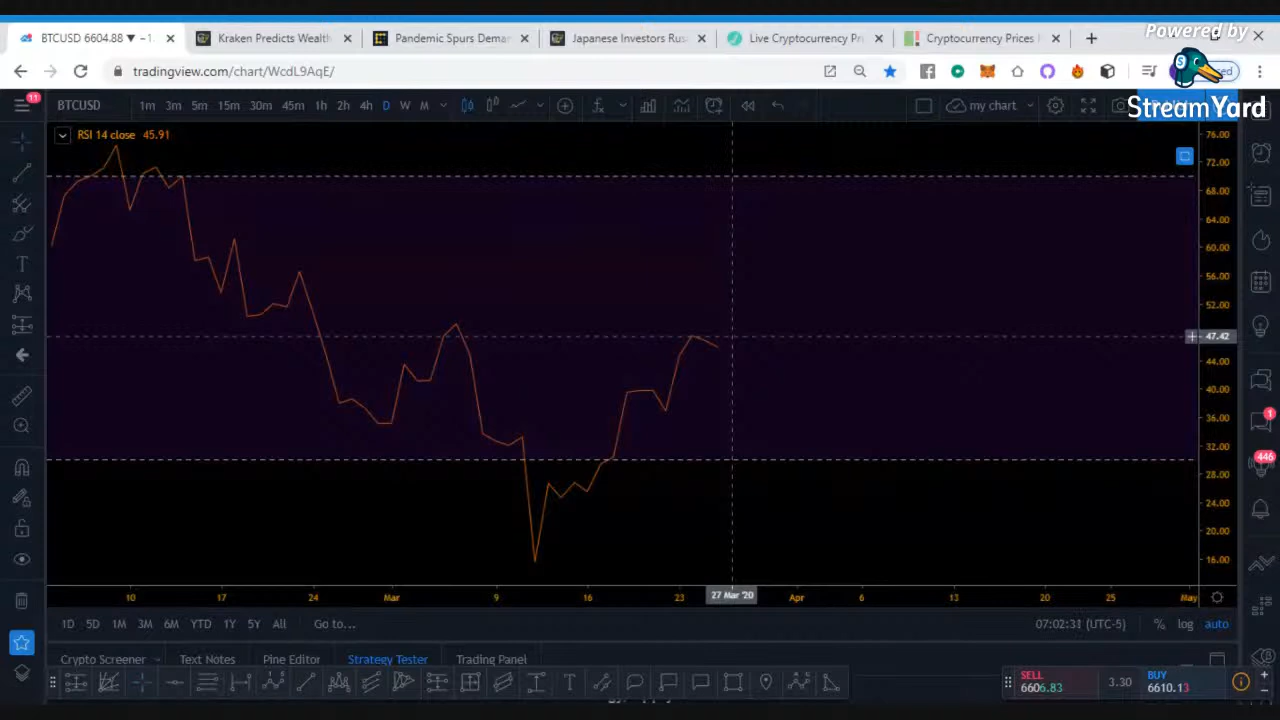 BTCUSD 6604.88 ▼ −1.
Kraken Predicts Wealth
Pandemic Spurs Dema
Japanese Investors Rus
Live Cryptocurrency Pri
Cryptocurrency Prices
Powered by
StreamYard
tradingview.com/chart/WcdL9AqE/
11
BTCUSD
1m 3m 5m 15m 30m 45m 1h 2h 4h D W M
my chart
RSI 14 close 45.91
76.00
72.00
68.00
64.00
60.00
56.00
52.00
47.42
44.00
40.00
36.00
32.00
28.00
24.00
20.00
16.00
1
446
10 17 24 Mar 9 16 23 27 Mar '20 Apr 6 13 20 25 May
1D 5D 1M 3M 6M YTD 1Y 5Y All Go to...
07:02:31 (UTC-5) % log auto
Crypto Screener Text Notes Pine Editor Strategy Tester Trading Panel
SELL
6606.83
3.30
BUY
6610.13